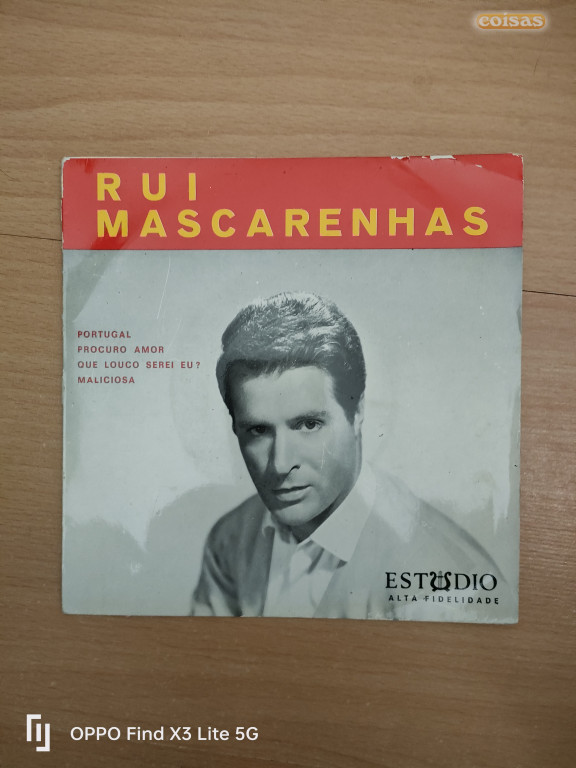 coisas
RUI
MASCARENHAS
PORTUGAL
PROCURO AMOR
QUE LOUCO SEREI EU?
MALICIOSA
ESTÚDIO
ALTA FIDELIDADE
OPPO Find X3 Lite 5G